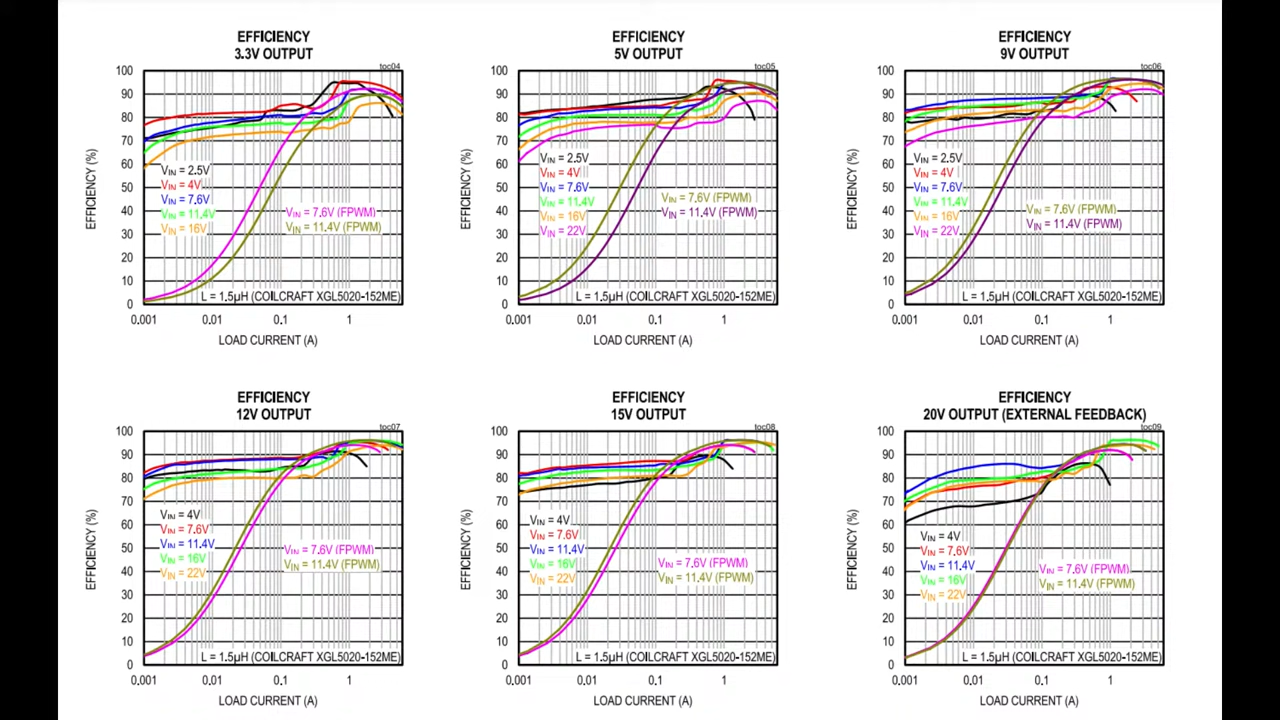 EFFICIENCY
3.3V OUTPUT
toc04
100
90
80
70
60
50
40
30
20
10
0
EFFICIENCY (%)
VIN = 2.5V
VIN = 4V
VIN = 7.6V
VIN = 11.4V
VIN = 16V
VIN = 7.6V (FPWM)
VIN = 11.4V (FPWM)
L = 1.5µH (COILCRAFT XGL5020-152ME)
0.001 0.01 0.1 1
LOAD CURRENT (A)
EFFICIENCY
5V OUTPUT
toc05
100
90
80
70
60
50
40
30
20
10
0
EFFICIENCY (%)
VIN = 2.5V
VIN = 4V
VIN = 7.6V
VIN = 11.4V
VIN = 16V
VIN = 22V
VIN = 7.6V (FPWM)
VIN = 11.4V (FPWM)
L = 1.5µH (COILCRAFT XGL5020-152ME)
0.001 0.01 0.1 1
LOAD CURRENT (A)
EFFICIENCY
9V OUTPUT
toc06
100
90
80
70
60
50
40
30
20
10
0
EFFICIENCY (%)
VIN = 2.5V
VIN = 4V
VIN = 7.6V
VIN = 11.4V
VIN = 16V
VIN = 22V
VIN = 7.6V (FPWM)
VIN = 11.4V (FPWM)
L = 1.5µH (COILCRAFT XGL5020-152ME)
0.001 0.01 0.1 1
LOAD CURRENT (A)
EFFICIENCY
12V OUTPUT
toc07
100
90
80
70
60
50
40
30
20
10
0
EFFICIENCY (%)
VIN = 4V
VIN = 7.6V
VIN = 11.4V
VIN = 16V
VIN = 22V
VIN = 7.6V (FPWM)
VIN = 11.4V (FPWM)
L = 1.5µH (COILCRAFT XGL5020-152ME)
0.001 0.01 0.1 1
LOAD CURRENT (A)
EFFICIENCY
15V OUTPUT
toc08
100
90
80
70
60
50
40
30
20
10
0
EFFICIENCY (%)
VIN = 4V
VIN = 7.6V
VIN = 11.4V
VIN = 16V
VIN = 22V
VIN = 7.6V (FPWM)
VIN = 11.4V (FPWM)
L = 1.5µH (COILCRAFT XGL5020-152ME)
0.001 0.01 0.1 1
LOAD CURRENT (A)
EFFICIENCY
20V OUTPUT (EXTERNAL FEEDBACK)
toc09
100
90
80
70
60
50
40
30
20
10
0
EFFICIENCY (%)
VIN = 4V
VIN = 7.6V
VIN = 11.4V
VIN = 16V
VIN = 22V
VIN = 7.6V (FPWM)
VIN = 11.4V (FPWM)
L = 1.5µH (COILCRAFT XGL5020-152ME)
0.001 0.01 0.1 1
LOAD CURRENT (A)